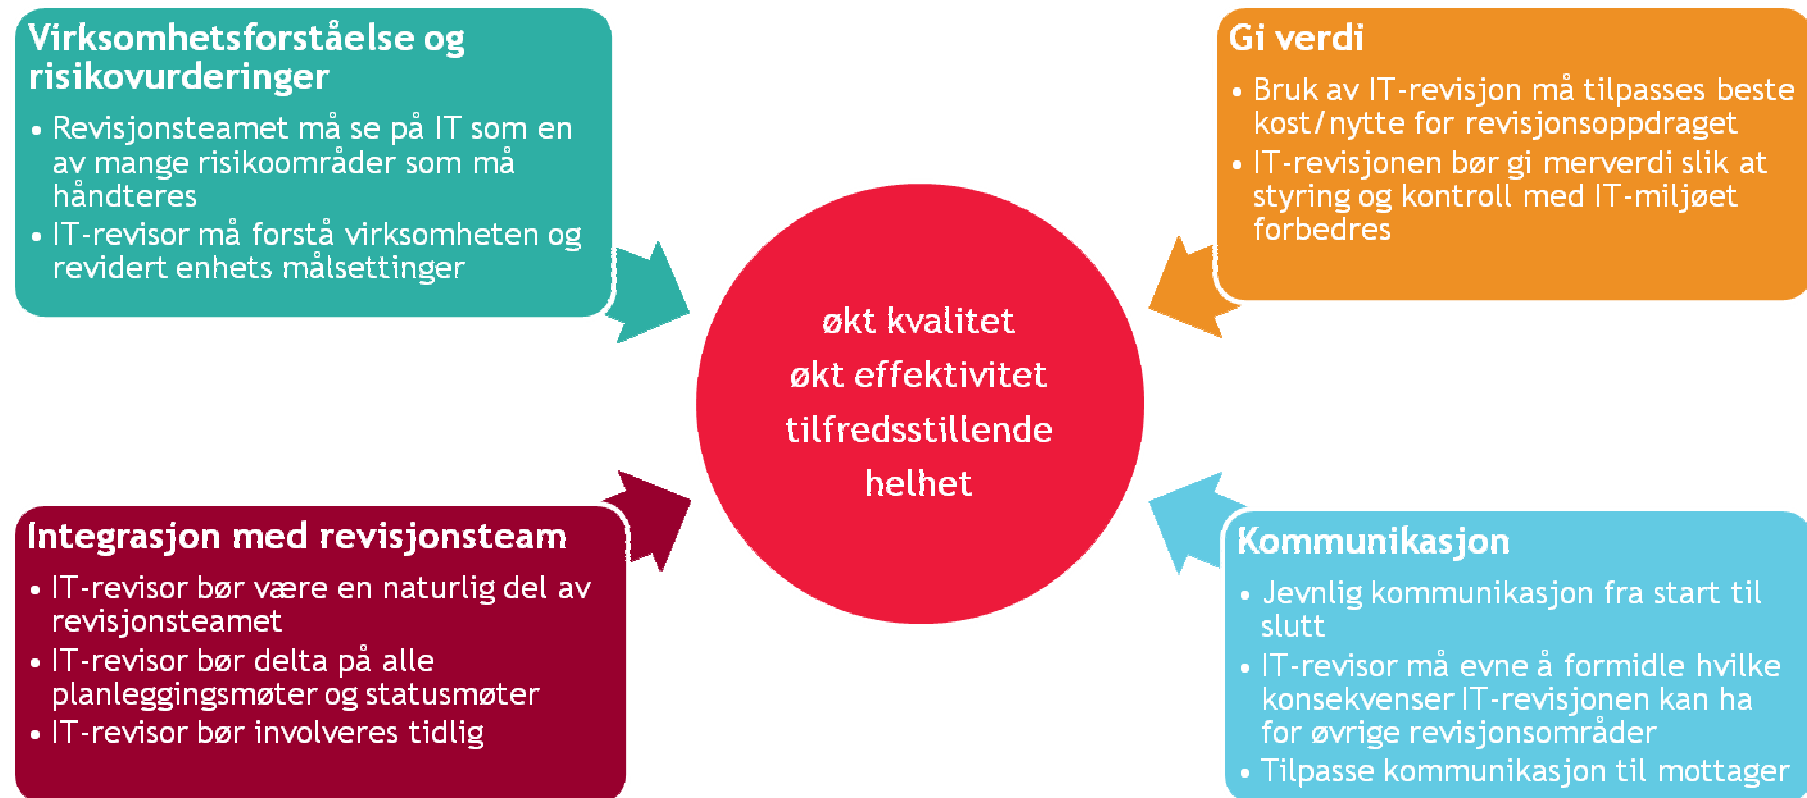 Virksomhetsforståelse og
risikovurderinger
• Revisjonsteamet må se på IT som en
av mange risikoområder som må
håndteres
• IT-revisor må forstå virksomheten og
revidert enhets målsettinger
Gi verdi
• Bruk av IT-revisjon må tilpasses beste
kost/nytte for revisjonsoppdraget
• IT-revisjonen bør gi merverdi slik at
styring og kontroll med IT-miljøet
forbedres
økt kvalitet
økt effektivitet
tilfredsstillende
helhet
Integrasjon med revisjonsteam
• IT-revisor bør være en naturlig del av
revisjonsteamet
• IT-revisor bør delta på alle
planleggingsmøter og statusmøter
• IT-revisor bør involveres tidlig
Kommunikasjon
• Jevnlig kommunikasjon fra start til
slutt
• IT-revisor må evne å formidle hvilke
konsekvenser IT-revisjonen kan ha
for øvrige revisjonsområder
• Tilpasse kommunikasjon til mottager